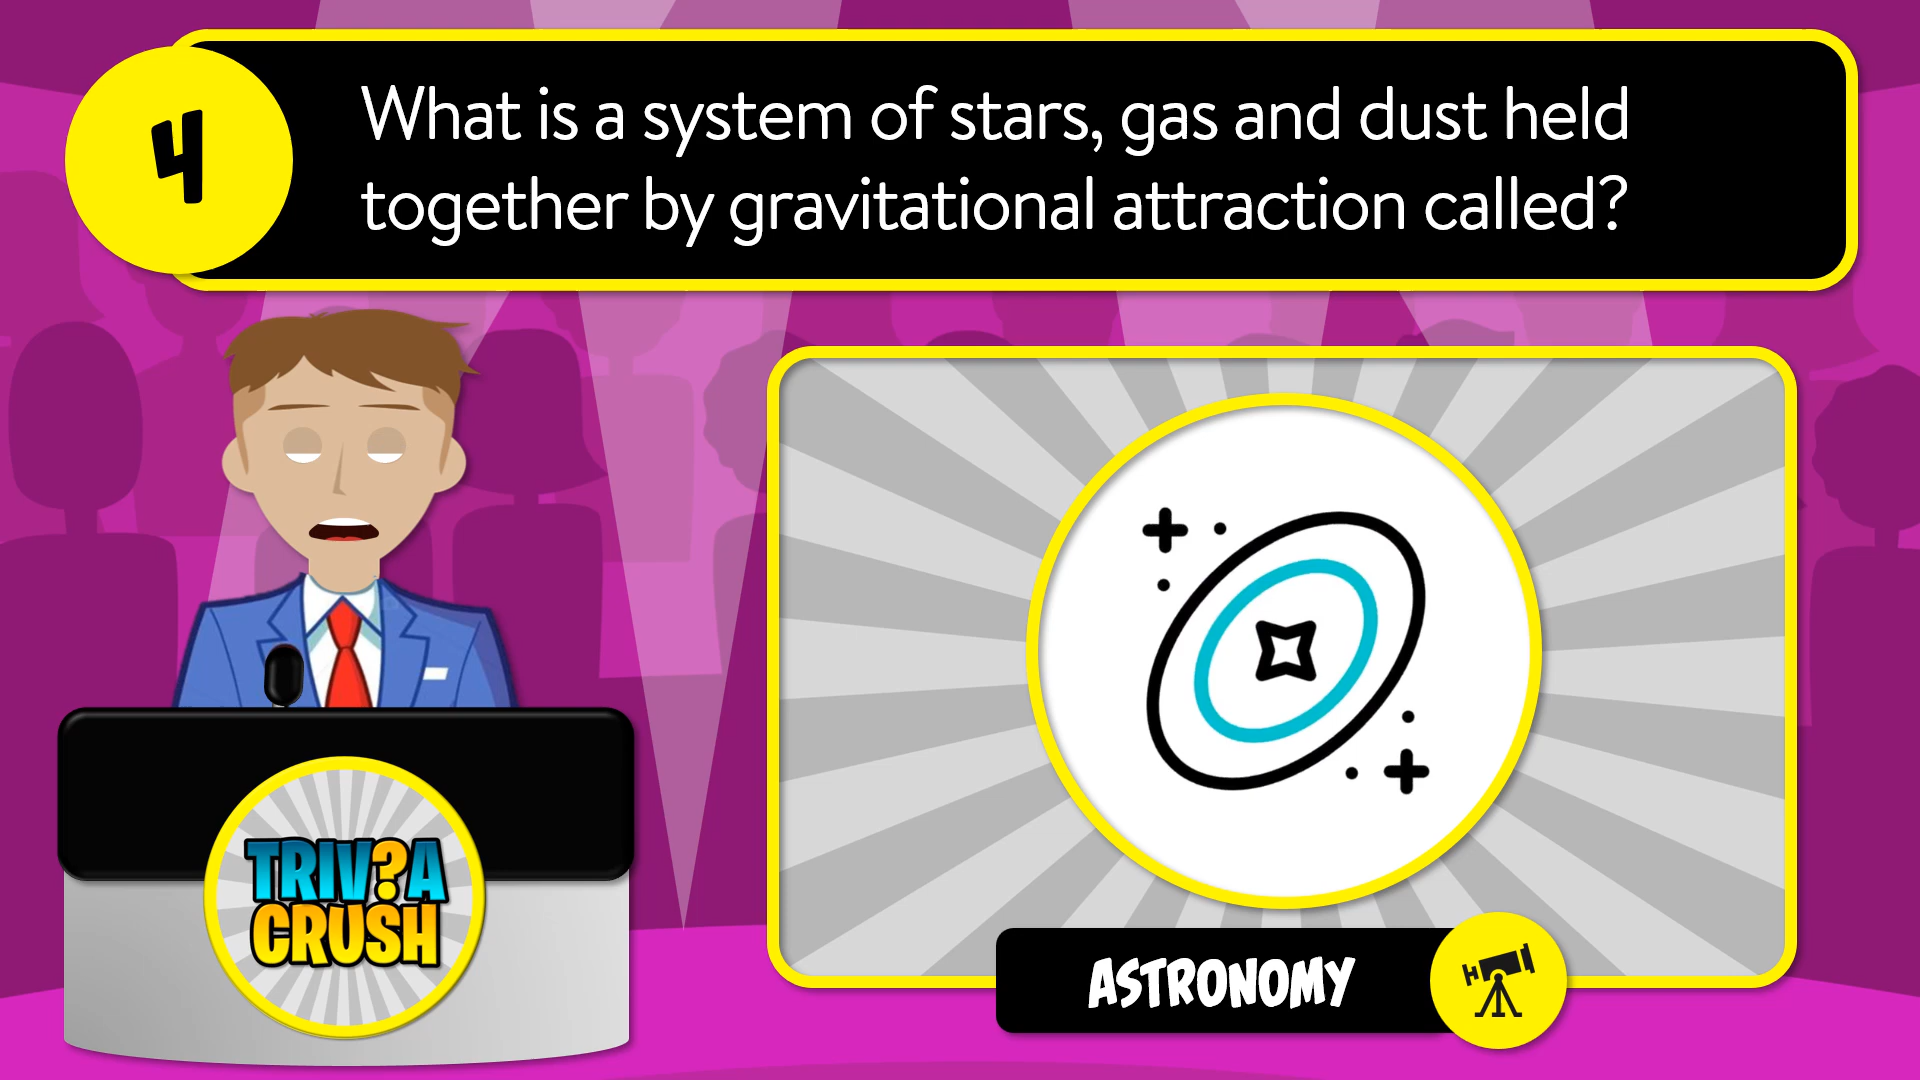 4
What is a system of stars, gas and dust held
together by gravitational attraction called?
TRIV?A
CRUSH
ASTRONOMY